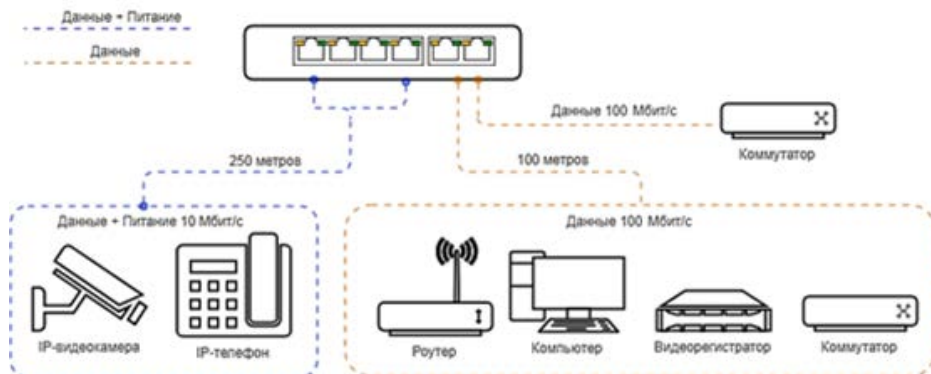 Данные + Питание
Данные
Данные 100 Мбит/с
Коммутатор
250 метров
100 метров
Данные + Питание 10 Мбит/с
Данные 100 Мбит/с
IP-видеокамера
IP-телефон
Роутер
Компьютер
Видеорегистратор
Коммутатор